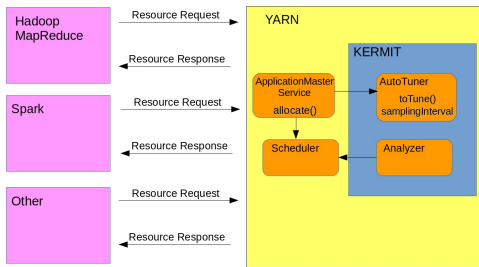 Hadoop
MapReduce
Resource Request
Resource Response
Spark
Resource Request
Resource Response
Other
Resource Request
Resource Response
YARN
KERMIT
ApplicationMaster
Service
allocate()
AutoTuner
toTune()
samplingInterval
Scheduler
Analyzer